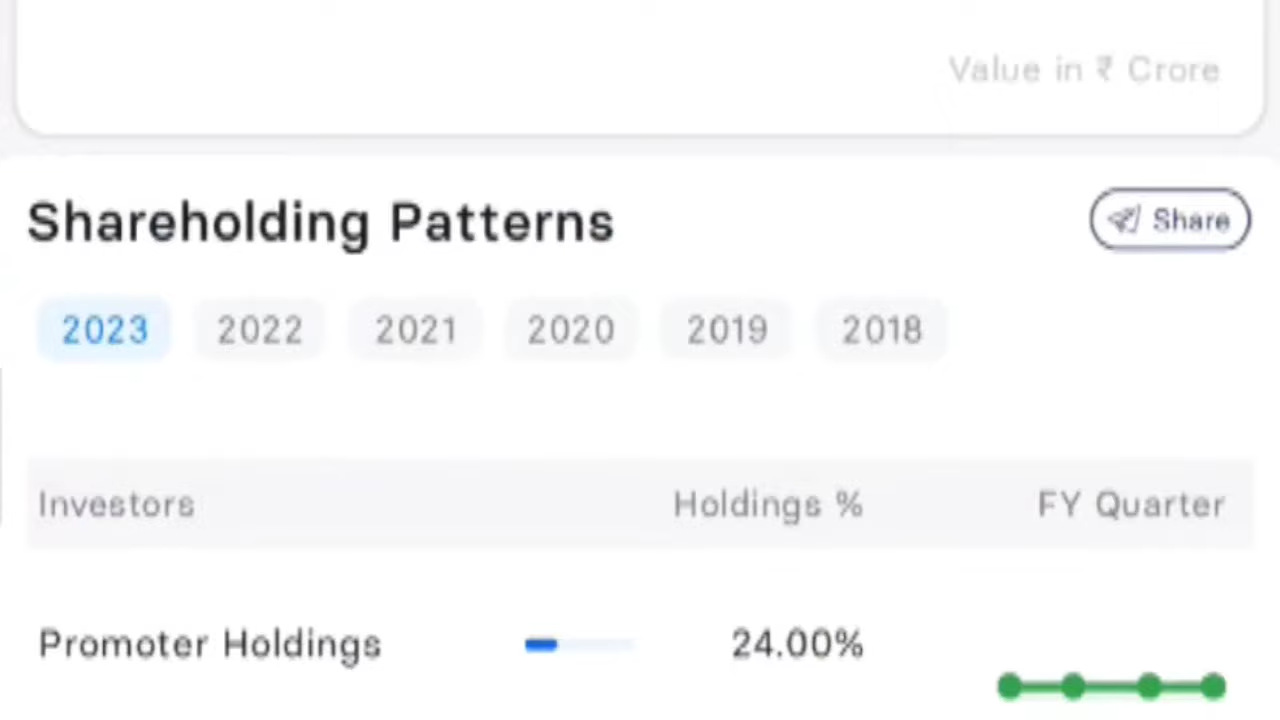 Value in ₹ Crore
Shareholding Patterns
Share
2023 2022 2021 2020 2019 2018
Investors Holdings % FY Quarter
Promoter Holdings 24.00%